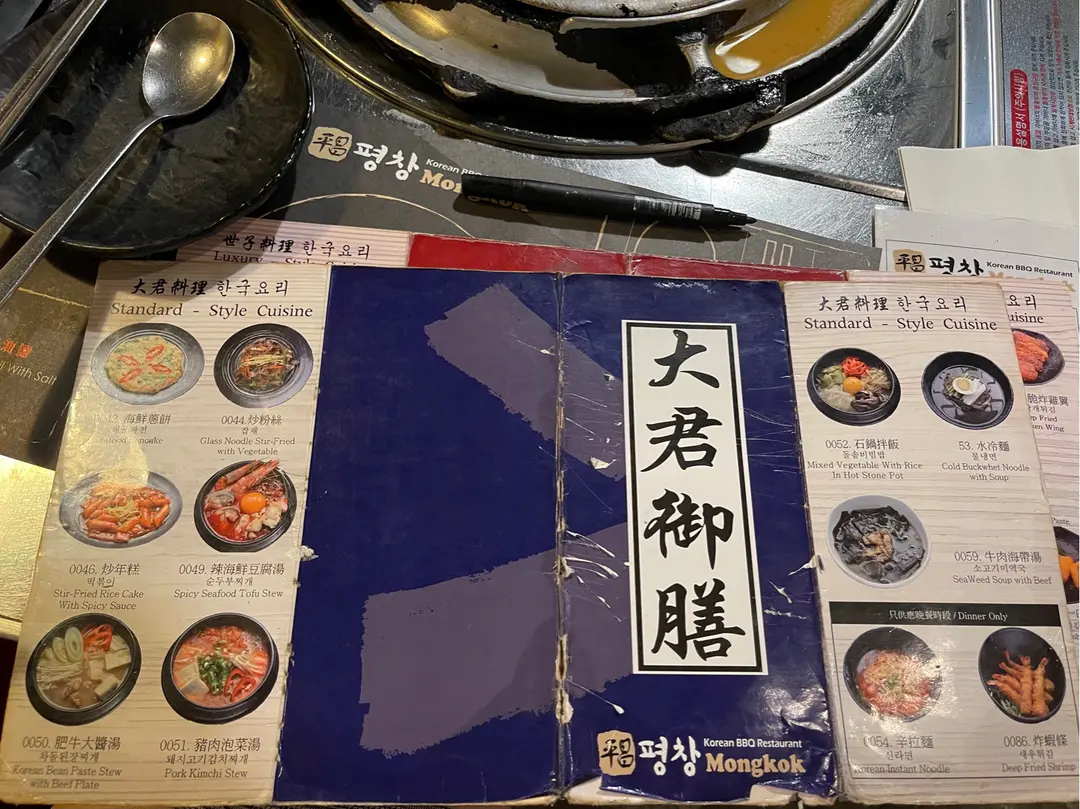 平昌 평창 Korean BBQ
世子料理 한국요리
大君料理 한국요리
Standard - Style Cuisine
海鮮蔥餅
0044.炒粉絲
잡채
Glass Noodle Stir-Fried
with Vegetable
0046. 炒年糕
떡볶이
Stir-Fried Rice Cake
With Spicy Sauce
0049. 辣海鮮豆腐湯
순두부찌개
Spicy Seafood Tofu Stew
0050. 肥牛大醬湯
차돌된장찌개
Korean Bean Paste Stew
with Beef Plate
0051. 豬肉泡菜湯
돼지고기김치찌개
Pork Kimchi Stew
大君御膳
平昌 평창 Korean BBQ Restaurant
Mongkok
大君料理 한국요리
Standard - Style Cuisine
0052. 石鍋拌飯
돌솥비빔밥
Mixed Vegetable With Rice
In Hot Stone Pot
53. 水冷麵
물냉면
Cold Buckwhet Noodle
with Soup
0059. 牛肉海帶湯
소고기미역국
SeaWeed Soup with Beef
只供應晚餐時段 / Dinner Only
0054. 辛拉麵
신라면
Korean Instant Noodle
0086. 炸蝦條
새우튀김
Deep Fried Shrimp
平昌 평창 Korean BBQ Restaurant
With Salt